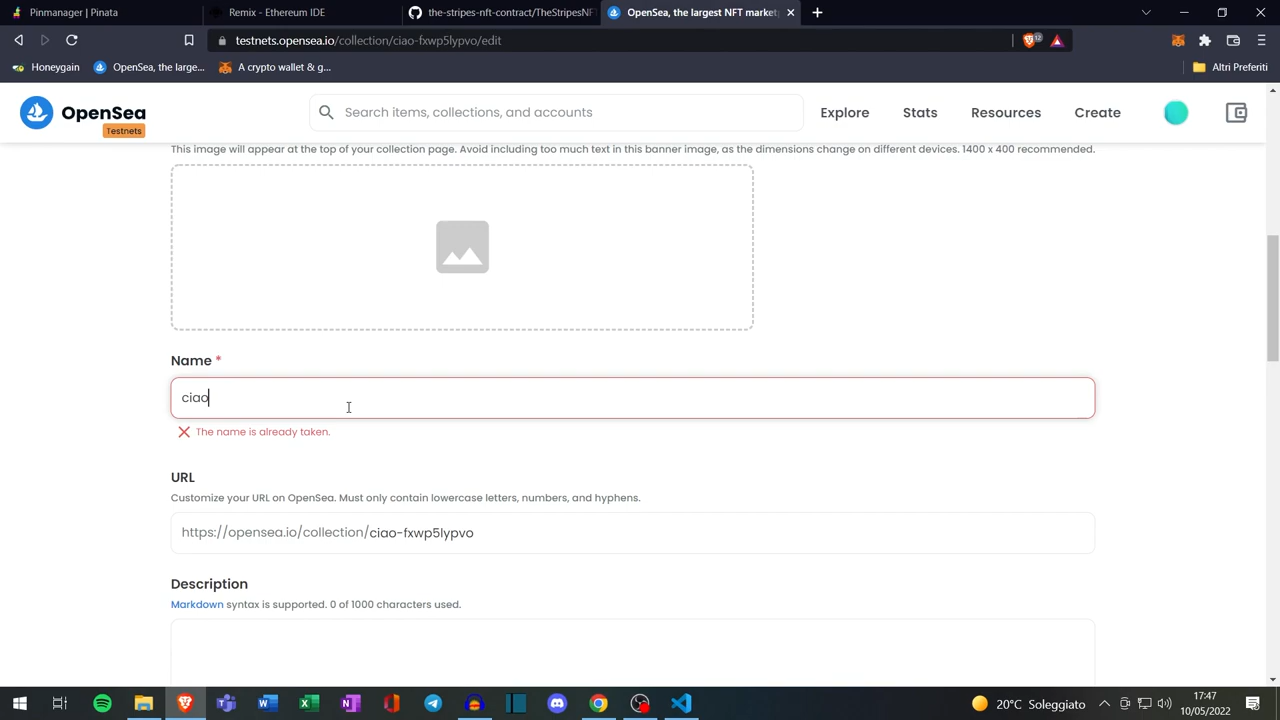 Pinmanager | Pinata
Remix - Ethereum IDE
the-stripes-nft-contract/TheStripesNFT
OpenSea, the largest NFT market
testnets.opensea.io/collection/ciao-fxwp5lypvo/edit
12
Honeygain
OpenSea, the large...
A crypto wallet & g...
Altri Preferiti
OpenSea
Testnets
Search items, collections, and accounts
Explore
Stats
Resources
Create
This image will appear at the top of your collection page. Avoid including too much text in this banner image, as the dimensions change on different devices. 1400 x 400 recommended.
Name *
ciao
The name is already taken.
URL
Customize your URL on OpenSea. Must only contain lowercase letters, numbers, and hyphens.
https://opensea.io/collection/ciao-fxwp5lypvo
Description
Markdown syntax is supported. 0 of 1000 characters used.
20°C Soleggiato
17:47
10/05/2022